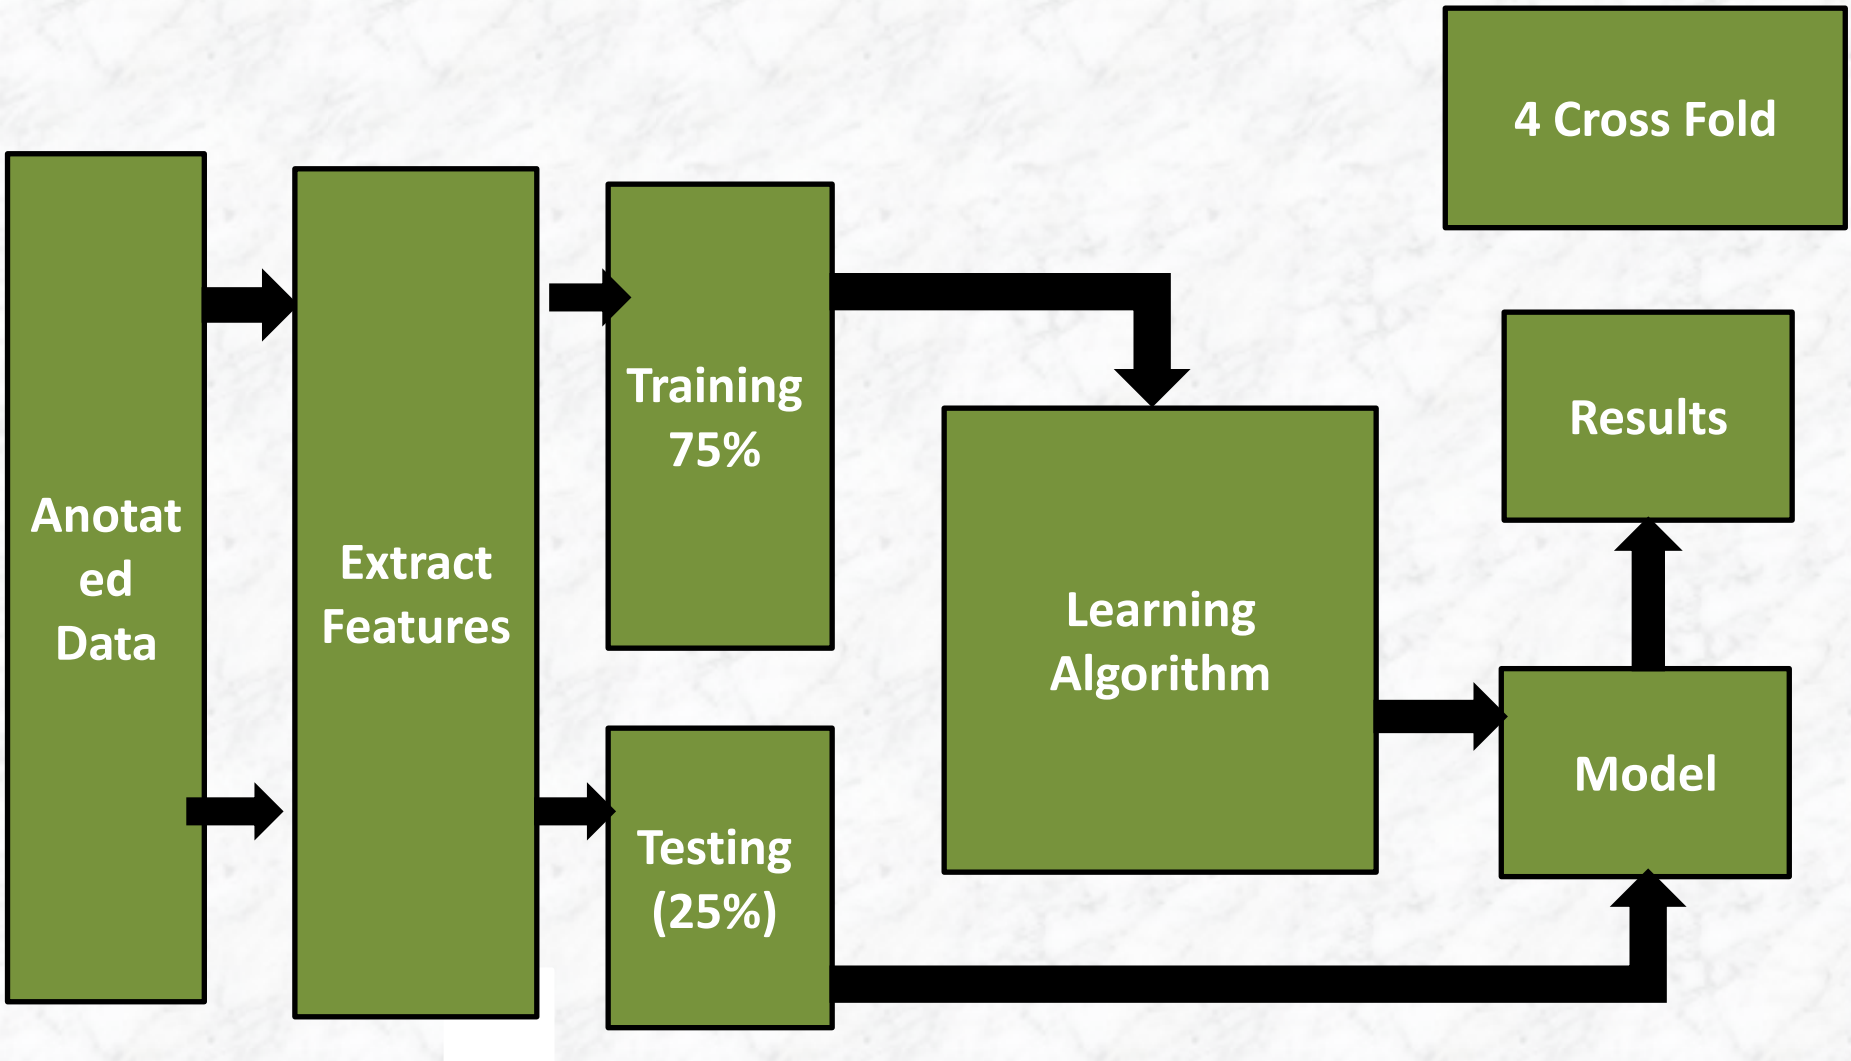 4 Cross Fold
Anotat
ed
Data
Extract
Features
Training
75%
Testing
(25%)
Learning
Algorithm
Results
Model